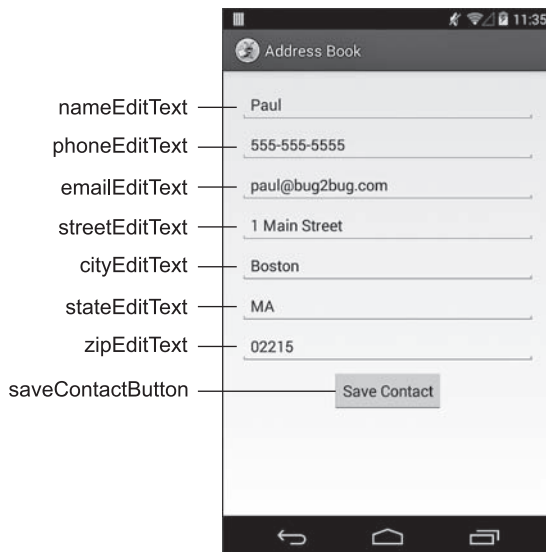 11:35
Address Book
nameEditText Paul
phoneEditText 555-555-5555
emailEditText paul@bug2bug.com
streetEditText 1 Main Street
cityEditText Boston
stateEditText MA
zipEditText 02215
saveContactButton Save Contact